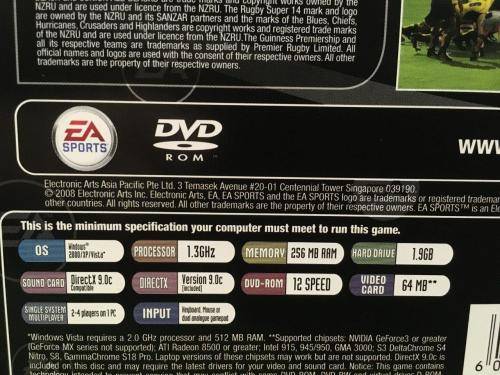 NZRU and are used under licence from the NZRU. The Rugby Super 14 mark and logo
are owned by the NZRU and its SANZAR partners and the marks of the Blues, Chiefs,
Hurricanes, Crusaders and Highlanders are copyright works and registered trade marks
of the NZRU and are used under licence from the NZRU. The Guinness Premiership and
all its respective teams are trademarks as supplied by Premier Rugby Limited. All
official names and logos are used with the consent of their respective owners. All other
trademarks are the property of their respective owners.
EA
SPORTS™
DVD
ROM™
www
Electronic Arts Asia Pacific Pte Ltd. 3 Temasek Avenue #20-01 Centennial Tower Singapore 039190.
© 2008 Electronic Arts Inc. EA, EA SPORTS and the EA SPORTS logo are trademarks or registered trademar
other countries. All rights reserved. All other trademarks are the property of their respective owners. EA SPORTS™ is an Ele
This is the minimum specification your computer must meet to run this game.
OS Windows® 2000/XP/Vista* PROCESSOR 1.3GHz MEMORY 256 MB RAM HARD DRIVE 1.9GB
SOUND CARD DirectX 9.0c Compatible DIRECTX Version 9.0c (included) DVD-ROM 12 SPEED VIDEO CARD 64 MB**
SINGLE SYSTEM MULTIPLAYER 2-4 players on 1 PC INPUT Keyboard, Mouse or dual analogue gamepad
*Windows Vista requires a 2.0 GHz processor and 512 MB RAM. **Supported chipsets: NVIDIA GeForce3 or greater
(GeForce MX series not supported); ATI Radeon 8500 or greater; Intel 915, 945/950, GMA 3000; S3 DeltaChrome S4
Nitro, S8, GammaChrome S18 Pro. Laptop versions of these chipsets may work but are not supported. DirectX 9.0c is
included on this disc and may require the latest drivers for your video and sound card. Notice: This game contains
6